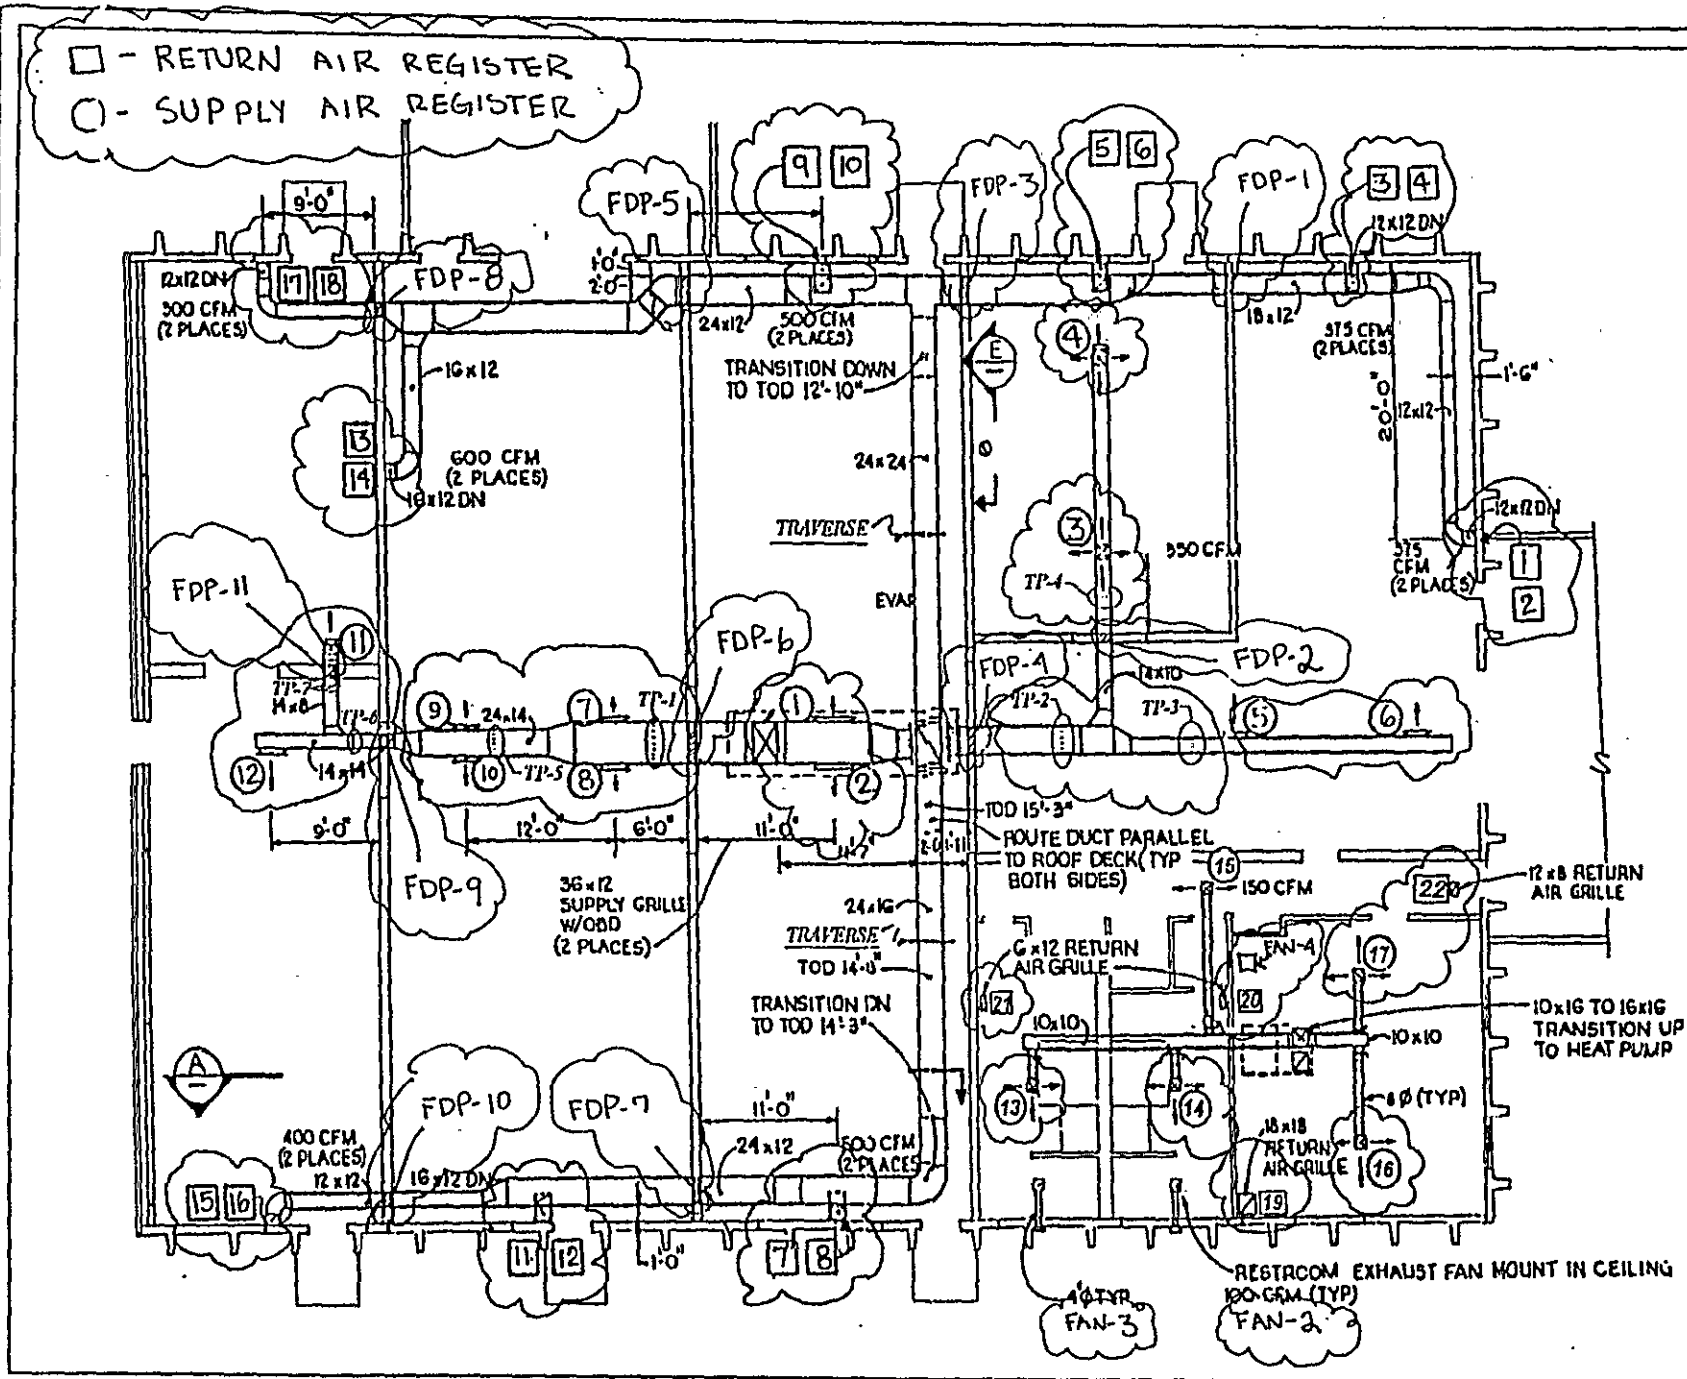 □ - RETURN AIR REGISTER
○ - SUPPLY AIR REGISTER
9'-0"
FDP-5
9 10
FDP-3
5 6
FDP-1
3 4
12x12 DN
12x12 DN
500 CFM
(2 PLACES)
17 18
FDP-8
1'-0"
2'-0"
24x12
500 CFM
(2 PLACES)
18x12
375 CFM
(2 PLACES)
1'-6"
4
E
16x12
TRANSITION DOWN
TO TOD 12'-10"
12x12
13
14
600 CFM
(2 PLACES)
18x12 DN
24x24
TRAVERSE
3
350 CFM
12x12 DN
375
CFM
(2 PLACES)
1
2
TP-4
EVAP
FDP-11
11
FDP-6
FDP-4
FDP-2
14x10
TP-7
14x8
TP-6
9
24x14
7
TP-1
1
TP-2
TP-3
5
6
12
14x14
10
TP-5
8
2
TOD 15'-3"
9'-0"
12'-0"
6'-0"
11'-0"
ROUTE DUCT PARALLEL
TO ROOF DECK (TYP
BOTH SIDES)
15
150 CFM
FDP-9
36x12
SUPPLY GRILLE
W/OBD
(2 PLACES)
22
12x8 RETURN
AIR GRILLE
24x16
TRAVERSE
TOD 14'-8"
6x12 RETURN
AIR GRILLE
FAN-4
17
21
20
TRANSITION DN
TO TOD 14'-3"
10x10
10x10
10x16 TO 16x16
TRANSITION UP
TO HEAT PUMP
A
FDP-10
FDP-7
11'-0"
13
14
Ø (TYP)
400 CFM
(2 PLACES)
12x12
16x12 DN
24x12
500 CFM
(2 PLACES
18x18
RETURN
AIR GRILLE
16
15 16
19
11 12
1'-0"
7 8
RESTROOM EXHAUST FAN MOUNT IN CEILING
100 CFM (TYP)
4"Ø TYP
FAN-3
FAN-2